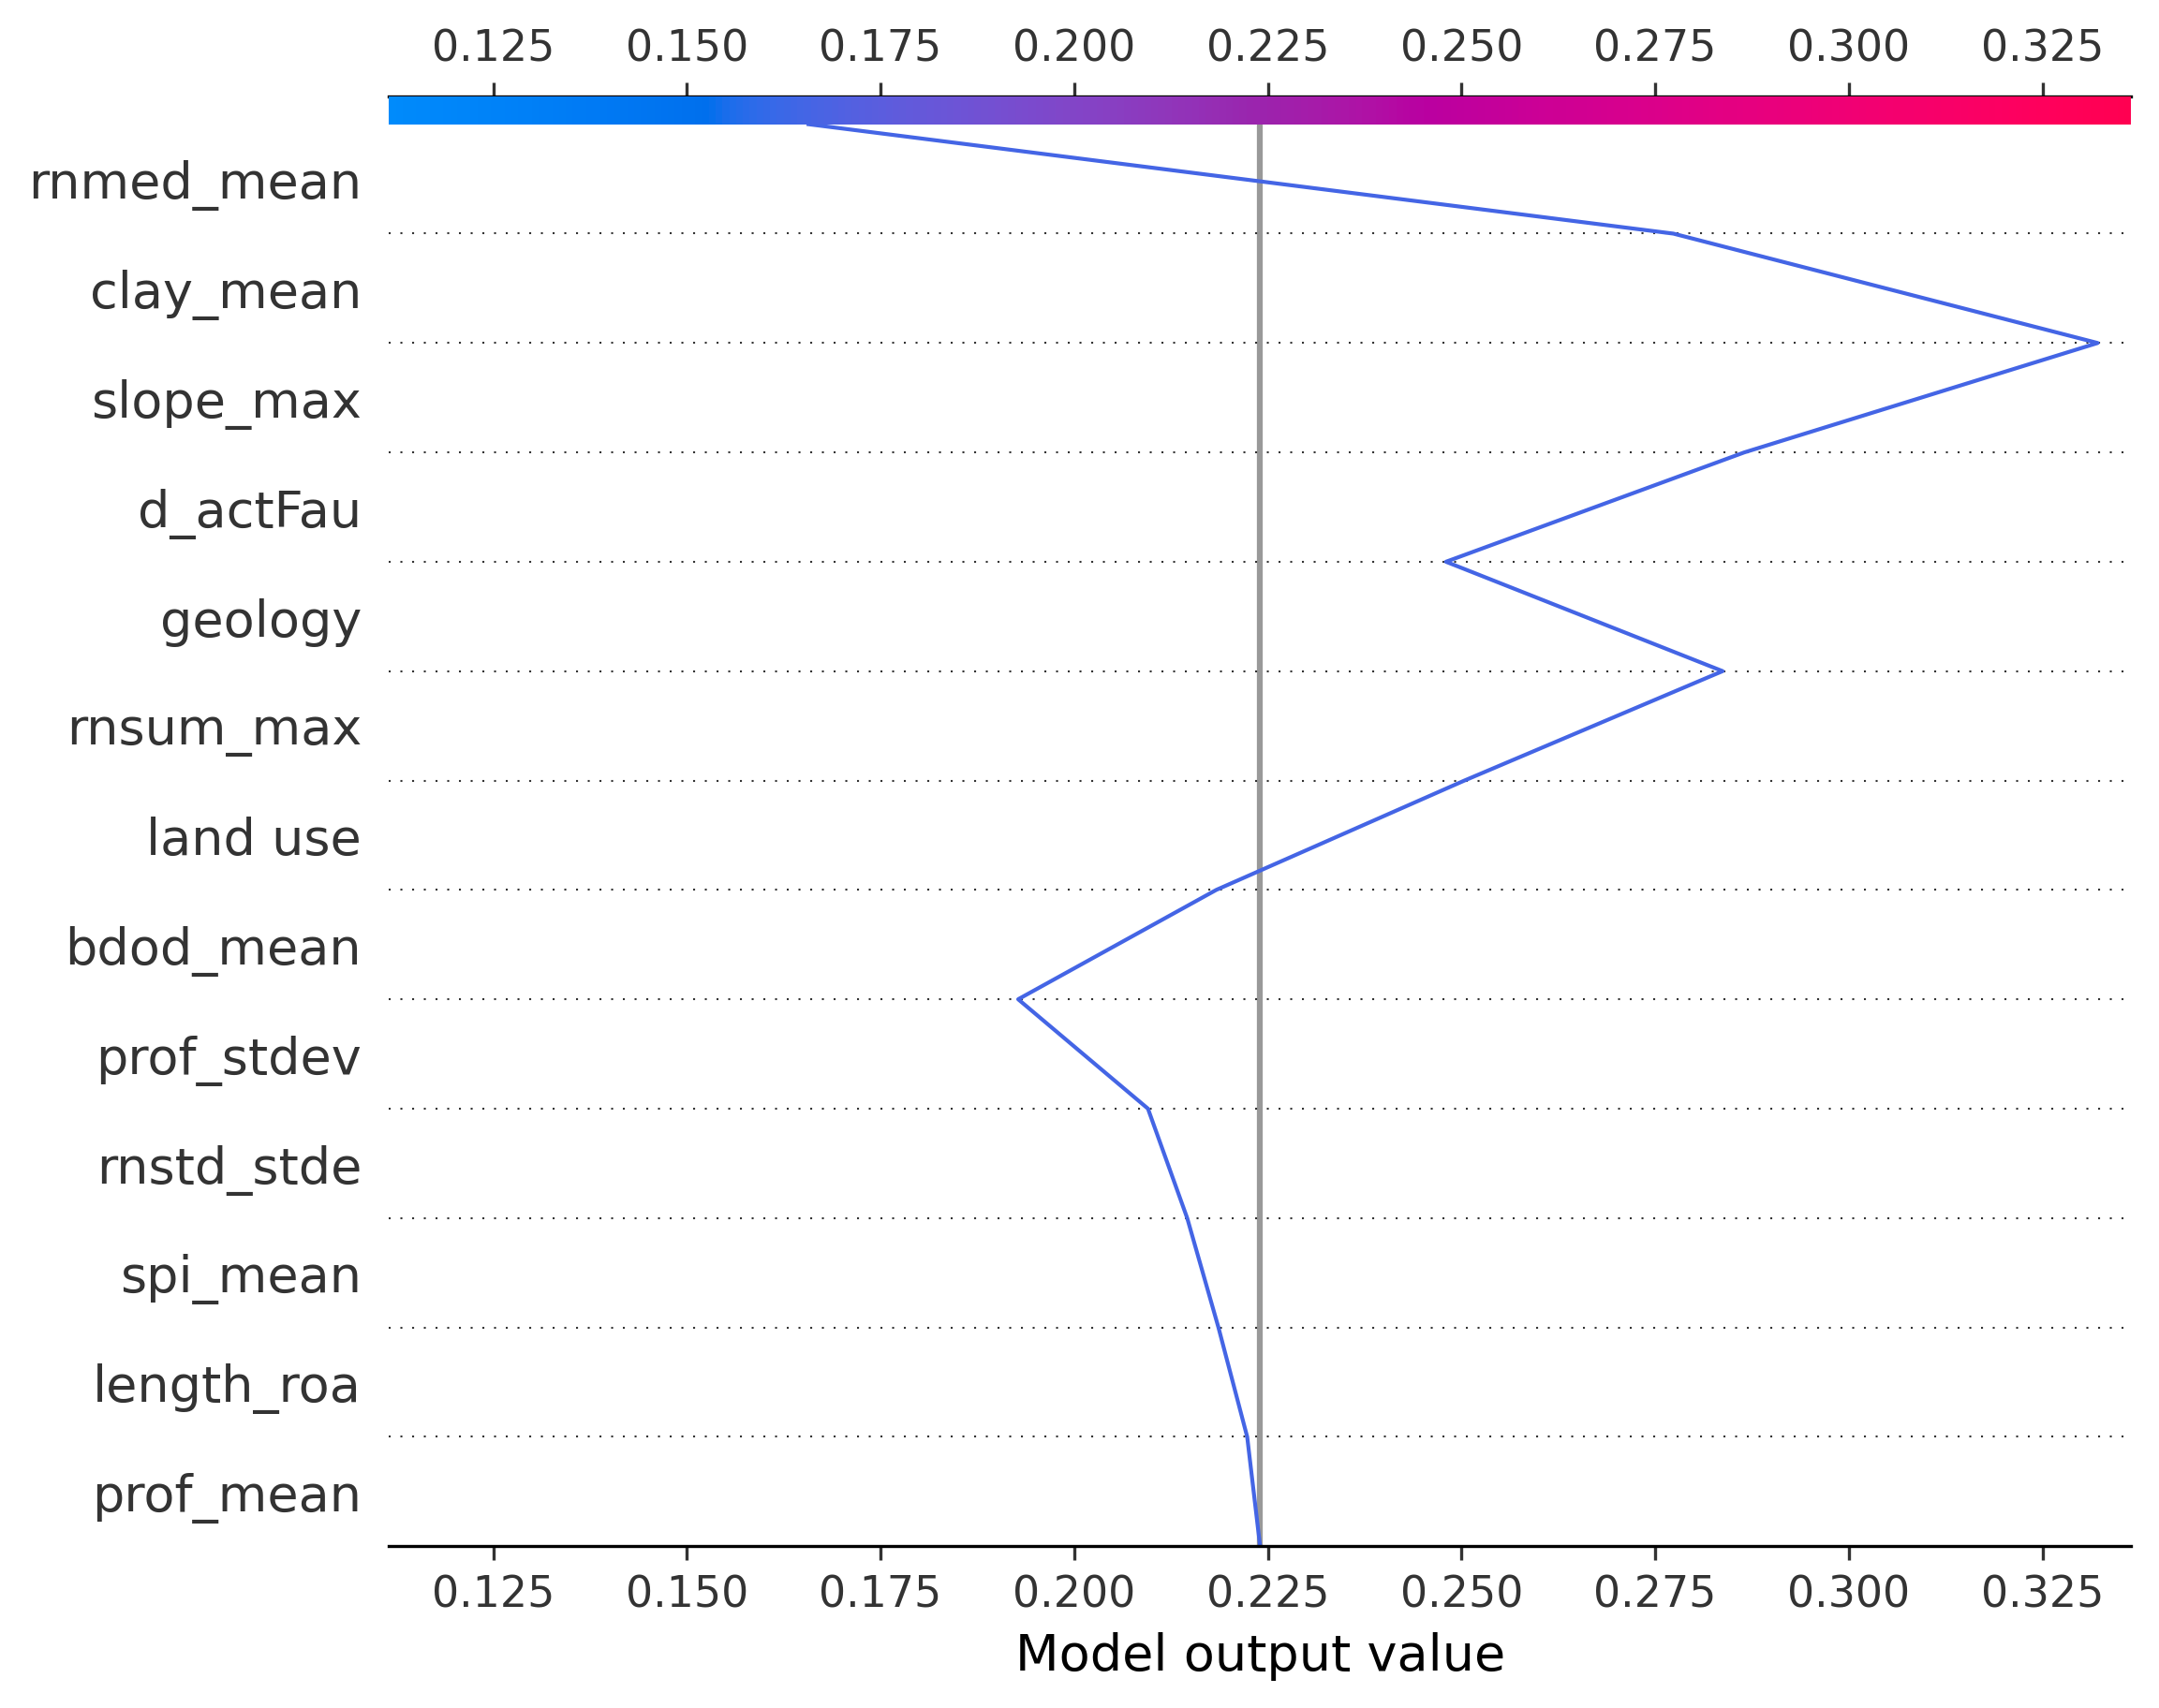 0.125 0.150 0.175 0.200 0.225 0.250 0.275 0.300 0.325
rnmed_mean
clay_mean
slope_max
d_actFau
geology
rnsum_max
land use
bdod_mean
prof_stdev
rnstd_stde
spi_mean
length_roa
prof_mean
0.125 0.150 0.175 0.200 0.225 0.250 0.275 0.300 0.325
Model output value